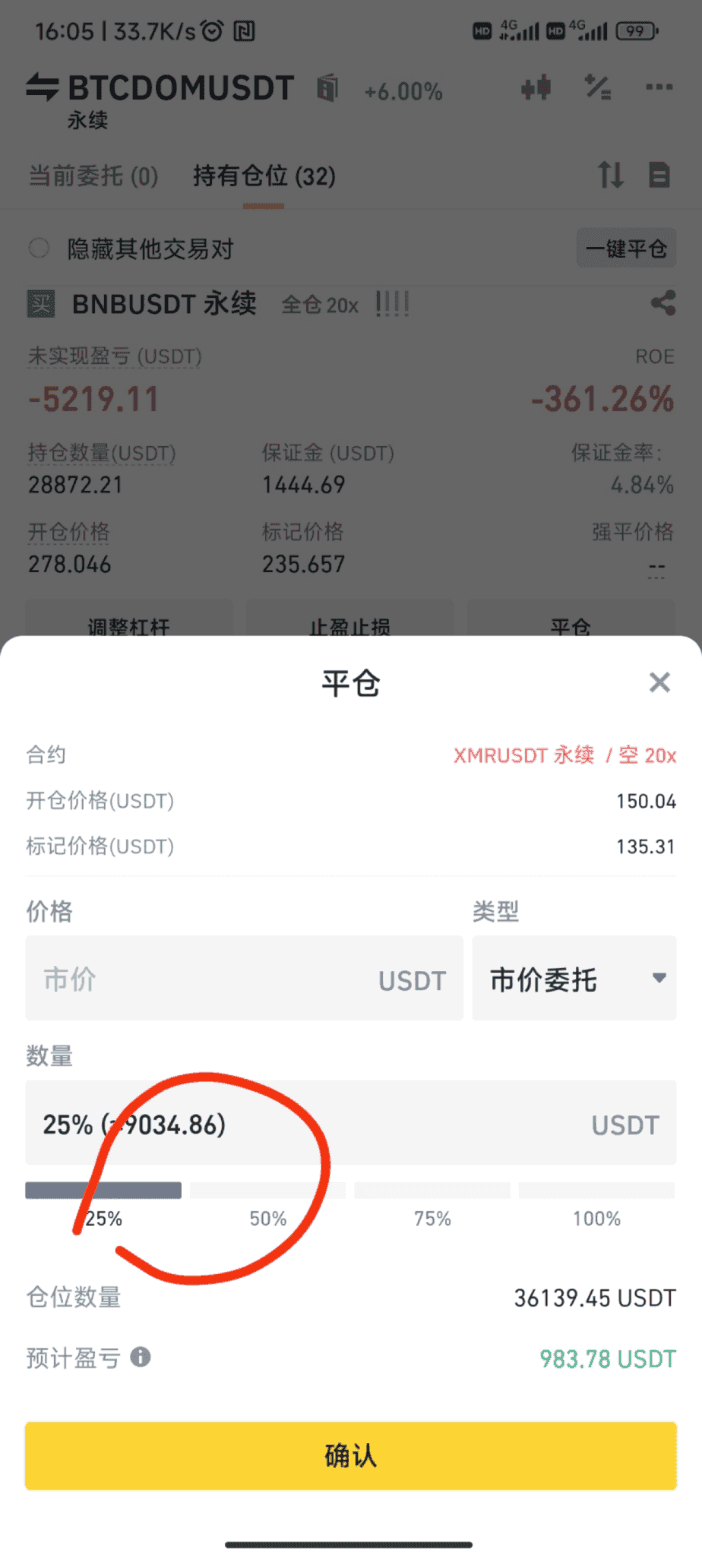 16:05 | 33.7K/s HD 4G HD 4G 99
BTCDOMUSDT +6.00%
永续
当前委托 (0) 持有仓位 (32)
隐藏其他交易对 一键平仓
买 BNBUSDT 永续 全仓 20x
未实现盈亏 (USDT) ROE
-5219.11 -361.26%
持仓数量(USDT) 保证金 (USDT) 保证金率:
28872.21 1444.69 4.84%
开仓价格 标记价格 强平价格
278.046 235.657 --
调整杠杆 止盈止损 平仓
平仓
合约 XMRUSDT 永续 / 空 20x
开仓价格(USDT) 150.04
标记价格(USDT) 135.31
价格 类型
市价 USDT 市价委托
数量
25% (≈9034.86) USDT
25% 50% 75% 100%
仓位数量 36139.45 USDT
预计盈亏 983.78 USDT
确认